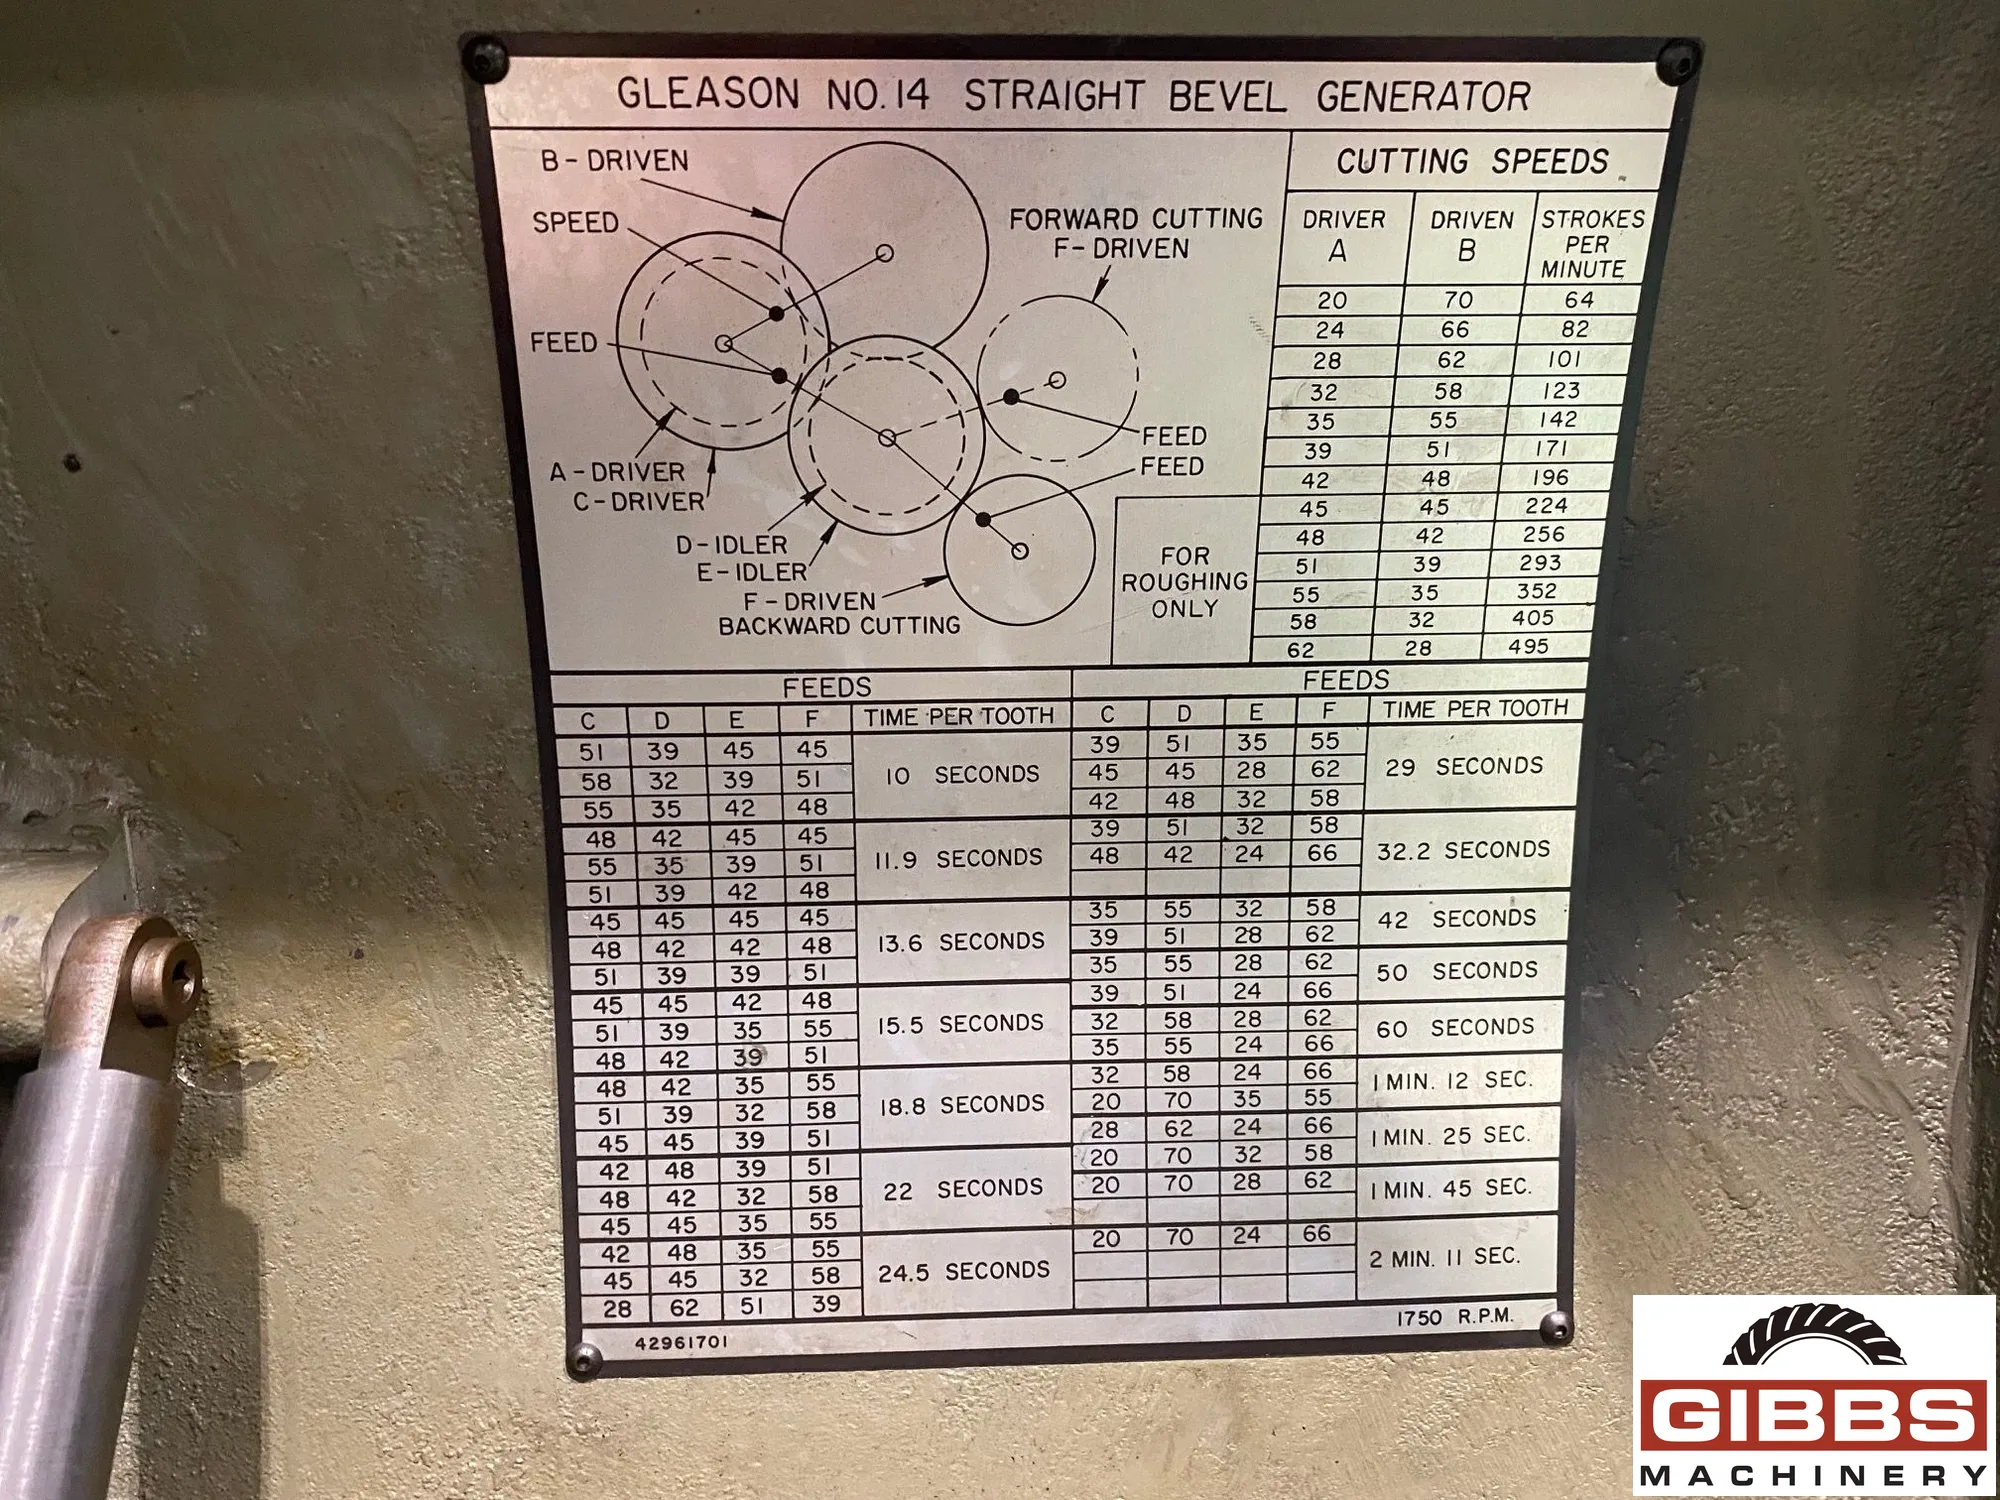 GLEASON NO. 14 STRAIGHT BEVEL GENERATOR
B - DRIVEN
SPEED
FEED
A - DRIVER
C - DRIVER
D - IDLER
E - IDLER
F - DRIVEN
BACKWARD CUTTING
FORWARD CUTTING
F - DRIVEN
FEED
FEED
FOR
ROUGHING
ONLY
CUTTING SPEEDS
DRIVER A DRIVEN B STROKES PER MINUTE
20 70 64
24 66 82
28 62 101
32 58 123
35 55 142
39 51 171
42 48 196
45 45 224
48 42 256
51 39 293
55 35 352
58 32 405
62 28 495
FEEDS
C D E F TIME PER TOOTH
51 39 45 45
58 32 39 51 10 SECONDS
55 35 42 48
48 42 45 45
55 35 39 51 11.9 SECONDS
51 39 42 48
45 45 45 45
48 42 42 48 13.6 SECONDS
51 39 39 51
45 45 42 48
51 39 35 55 15.5 SECONDS
48 42 39 51
48 42 35 55
51 39 32 58 18.8 SECONDS
45 45 39 51
42 48 39 51
48 42 32 58 22 SECONDS
45 45 35 55
42 48 35 55
45 45 32 58 24.5 SECONDS
28 62 51 39
FEEDS
C D E F TIME PER TOOTH
39 51 35 55
45 45 28 62 29 SECONDS
42 48 32 58
39 51 32 58
48 42 24 66 32.2 SECONDS
35 55 32 58 42 SECONDS
39 51 28 62
35 55 28 62 50 SECONDS
39 51 24 66
32 58 28 62 60 SECONDS
35 55 24 66
32 58 24 66 1 MIN. 12 SEC.
20 70 35 55
28 62 24 66 1 MIN. 25 SEC.
20 70 32 58
20 70 28 62 1 MIN. 45 SEC.
20 70 24 66 2 MIN. 11 SEC.
42961701
1750 R.P.M.
GIBBS
MACHINERY